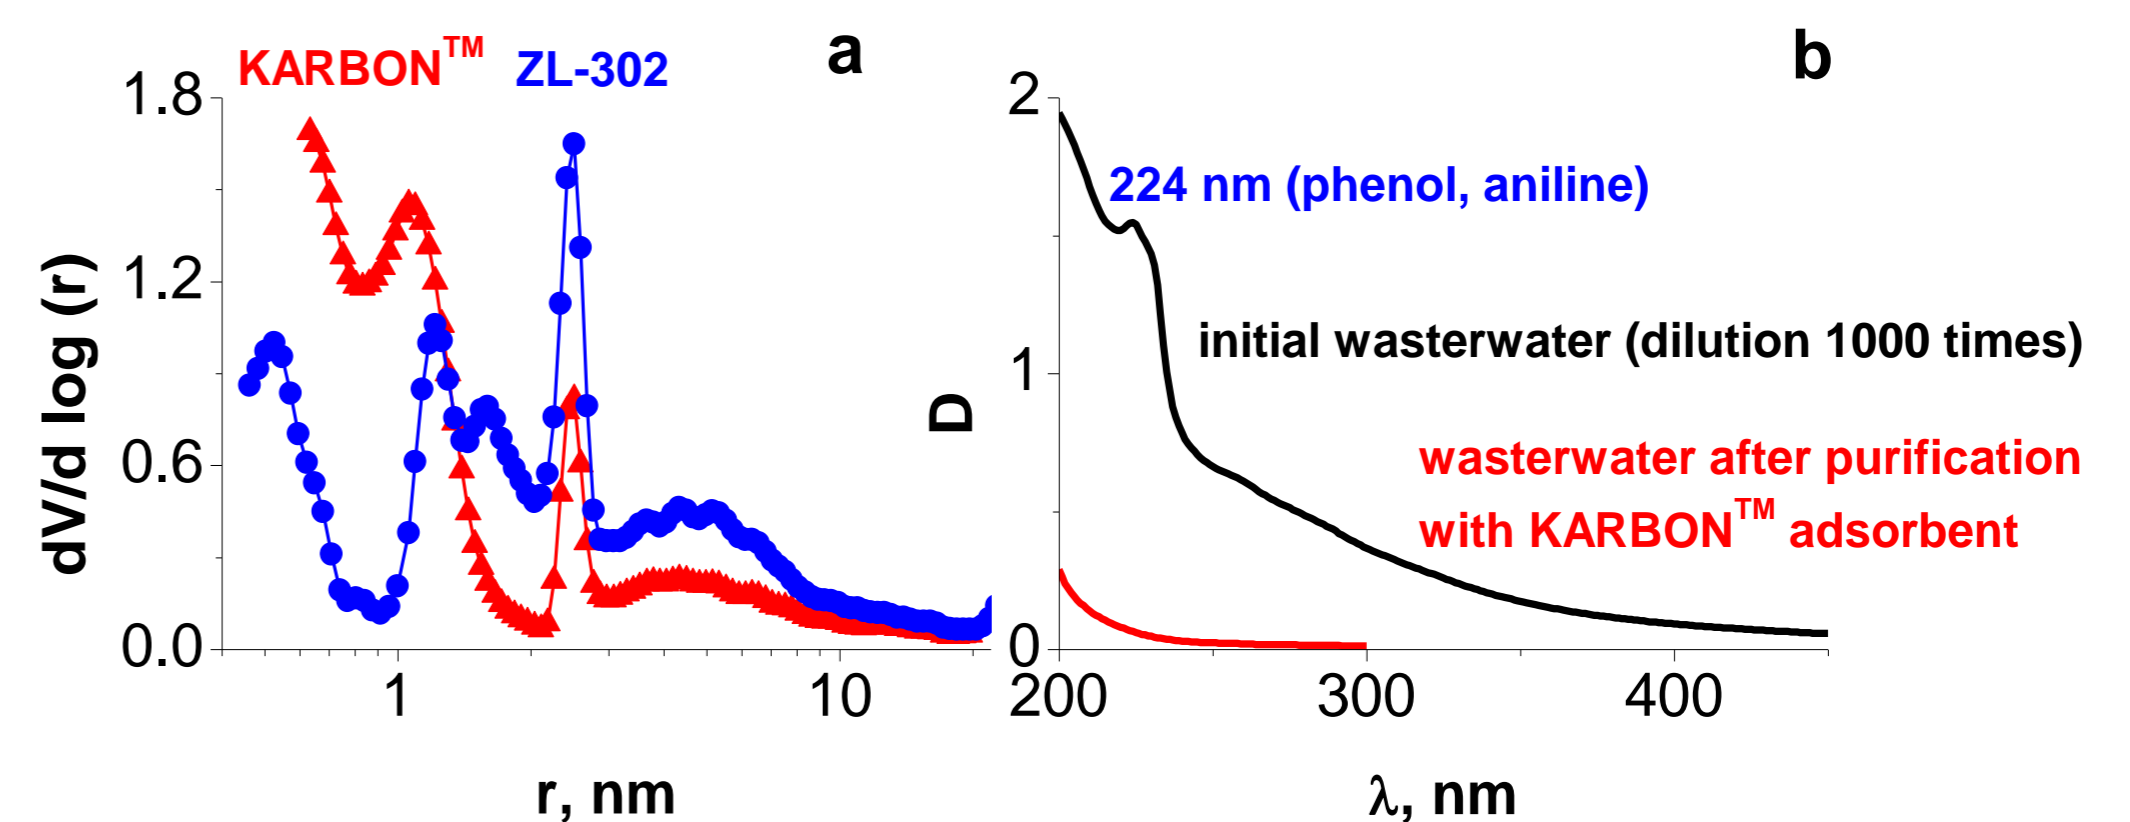 KARBON™ ZL-302 a
1.8
1.2
0.6
0.0
dV/d log (r)
1 10
r, nm
b
2
1
0
D
224 nm (phenol, aniline)
initial wasterwater (dilution 1000 times)
wasterwater after purification
with KARBON™ adsorbent
200 300 400
λ, nm